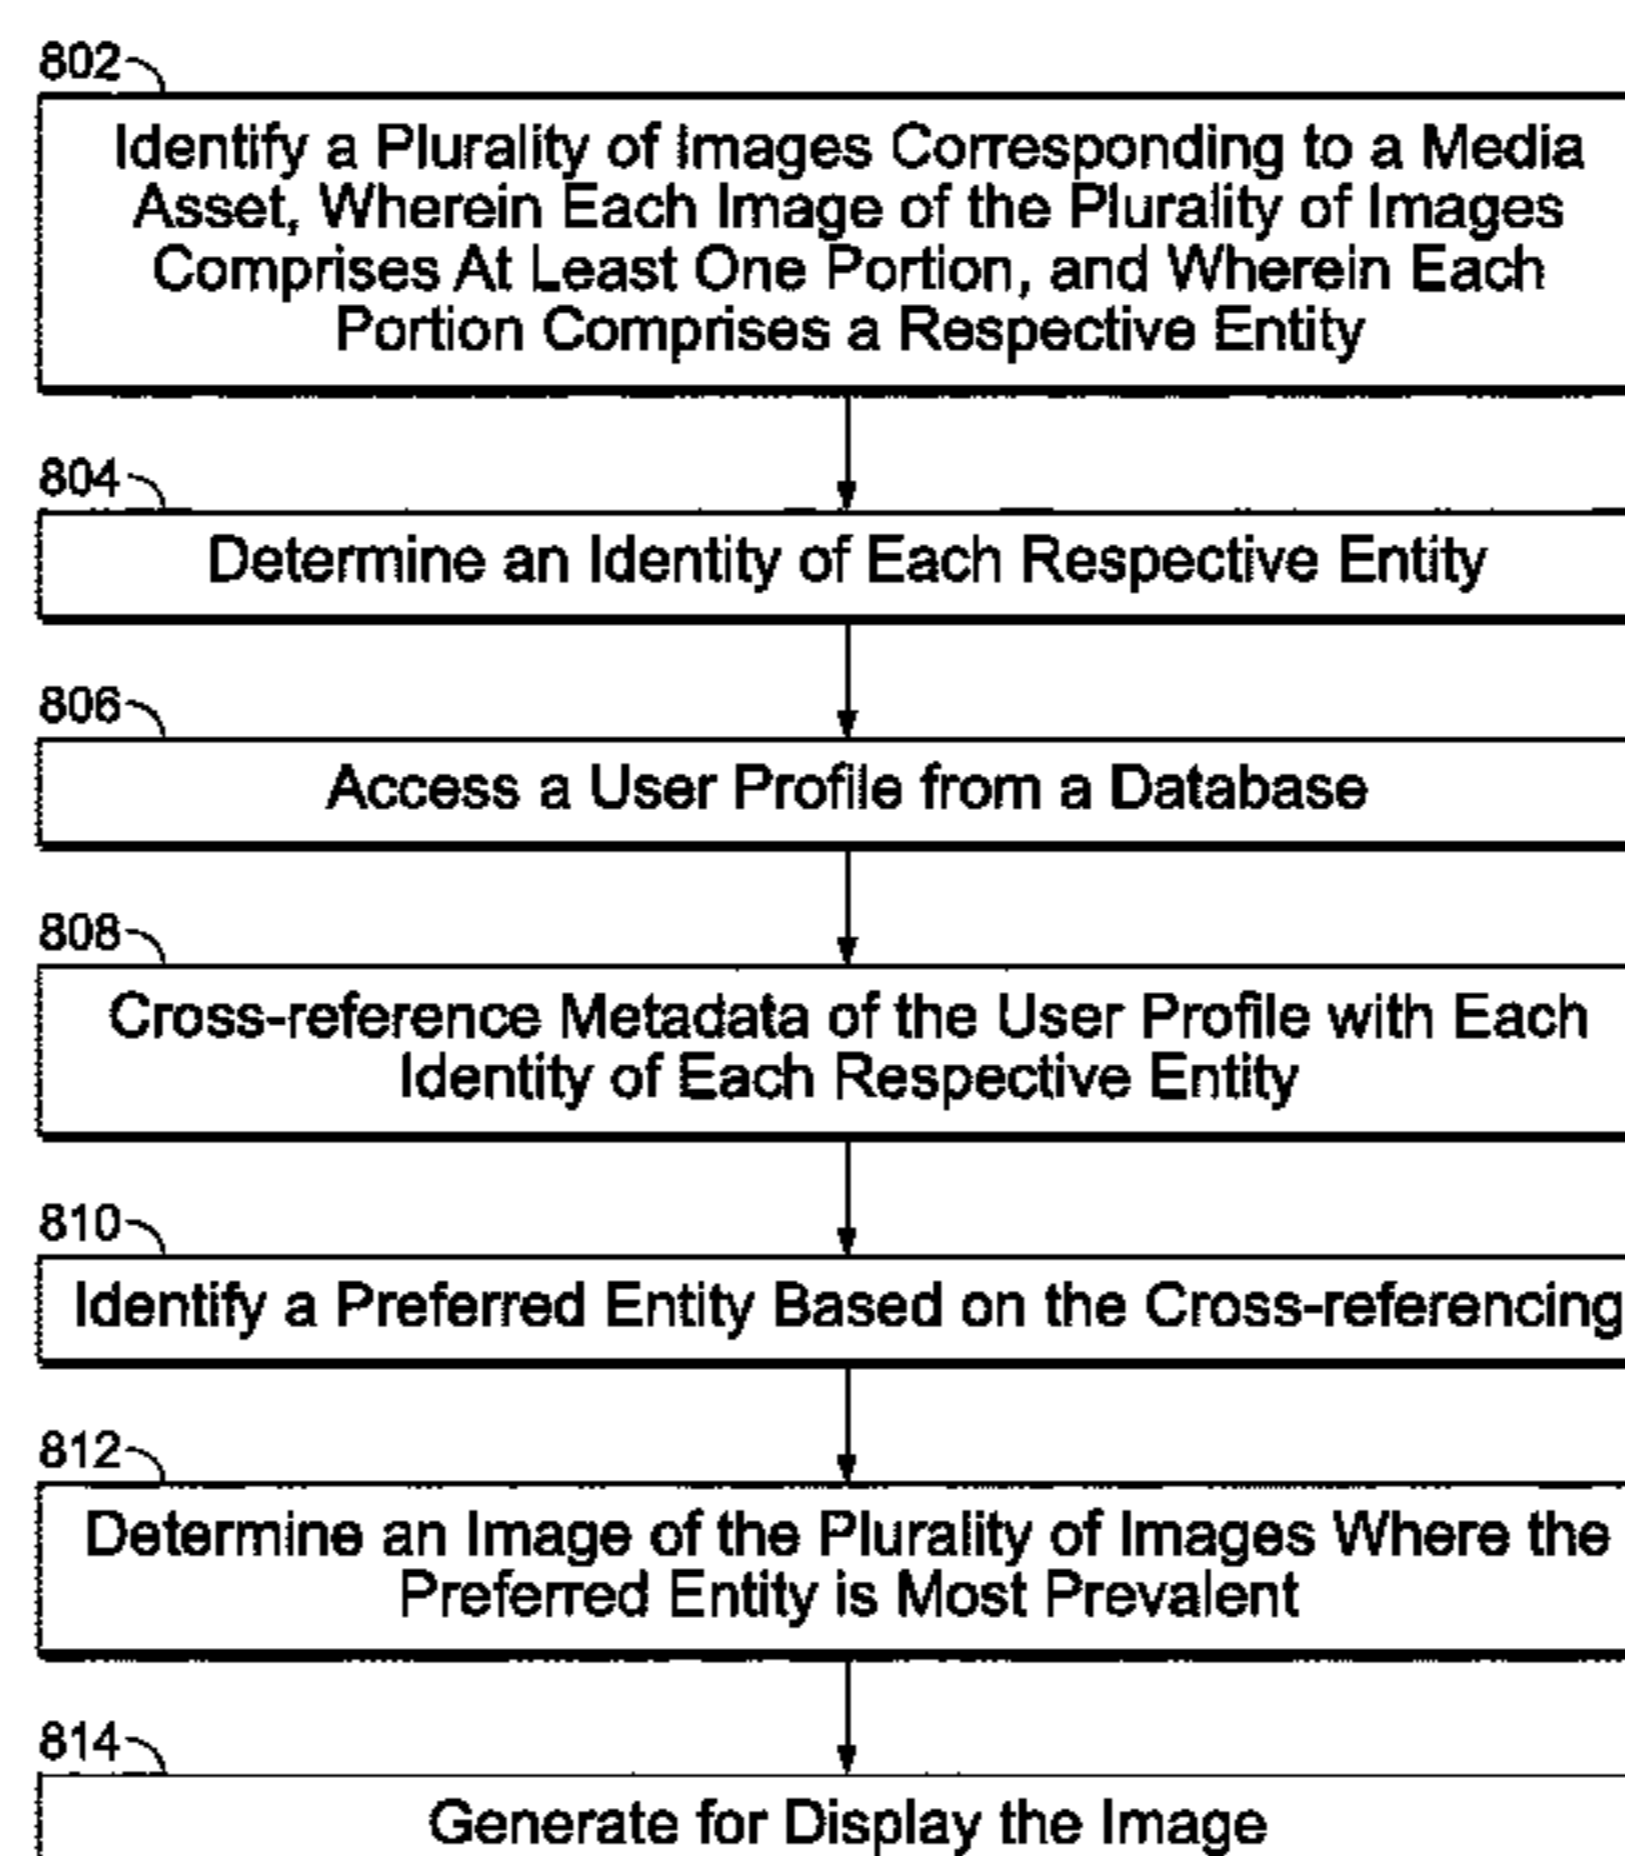 802
Identify a Plurality of Images Corresponding to a Media
Asset, Wherein Each Image of the Plurality of Images
Comprises At Least One Portion, and Wherein Each
Portion Comprises a Respective Entity
804
Determine an Identity of Each Respective Entity
806
Access a User Profile from a Database
808
Cross-reference Metadata of the User Profile with Each
Identity of Each Respective Entity
810
Identify a Preferred Entity Based on the Cross-referencing
812
Determine an Image of the Plurality of Images Where the
Preferred Entity is Most Prevalent
814
Generate for Display the Image